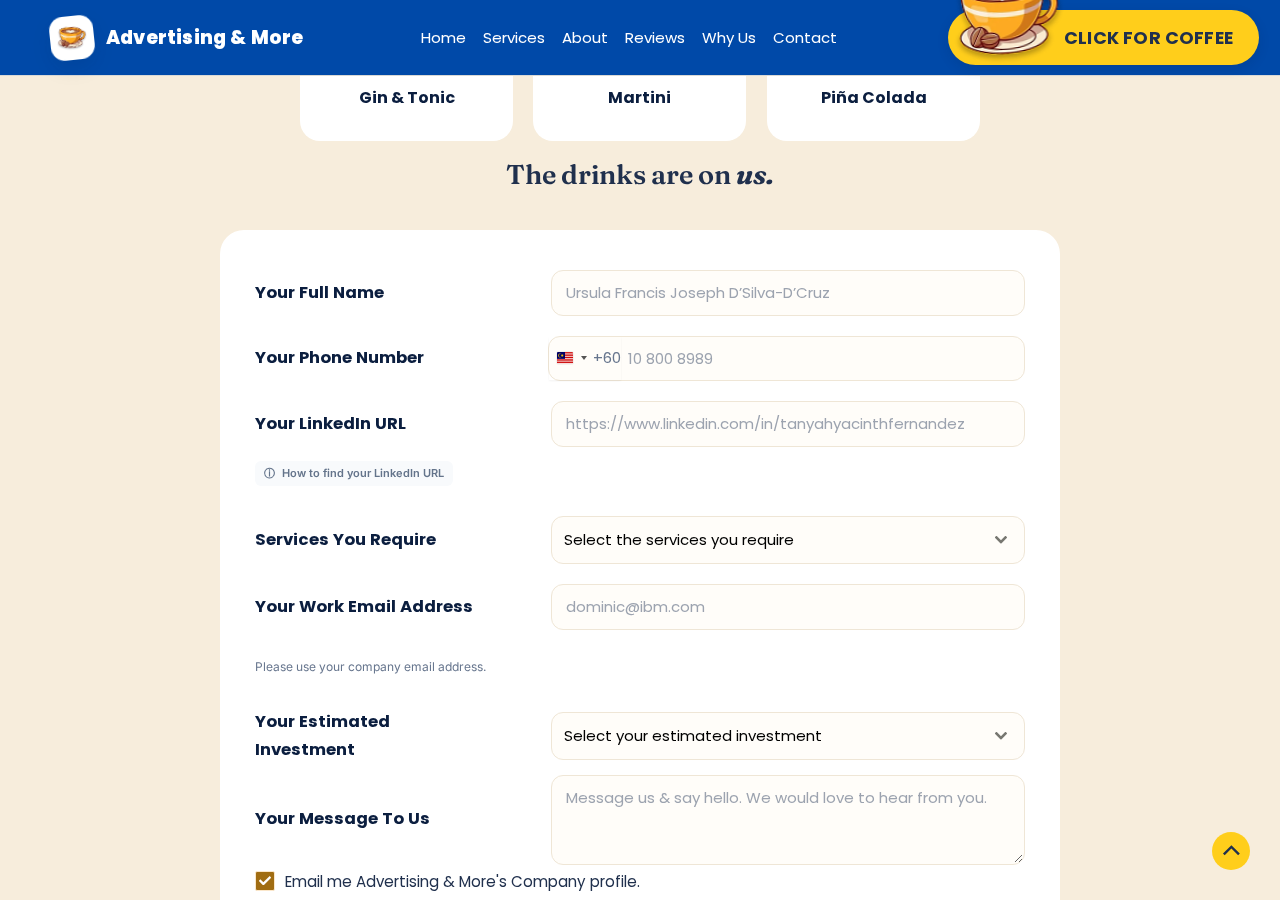 Advertising & More
Home Services About Reviews Why Us Contact
CLICK FOR COFFEE
Gin & Tonic
Martini
Piña Colada
The drinks are on us.
Your Full Name
Ursula Francis Joseph D’Silva-D’Cruz
Your Phone Number
+60 10 800 8989
Your LinkedIn URL
https://www.linkedin.com/in/tanyahyacinthfernandez
ⓘ How to find your LinkedIn URL
Services You Require
Select the services you require
Your Work Email Address
dominic@ibm.com
Please use your company email address.
Your Estimated
Investment
Select your estimated investment
Your Message To Us
Message us & say hello. We would love to hear from you.
Email me Advertising & More's Company profile.